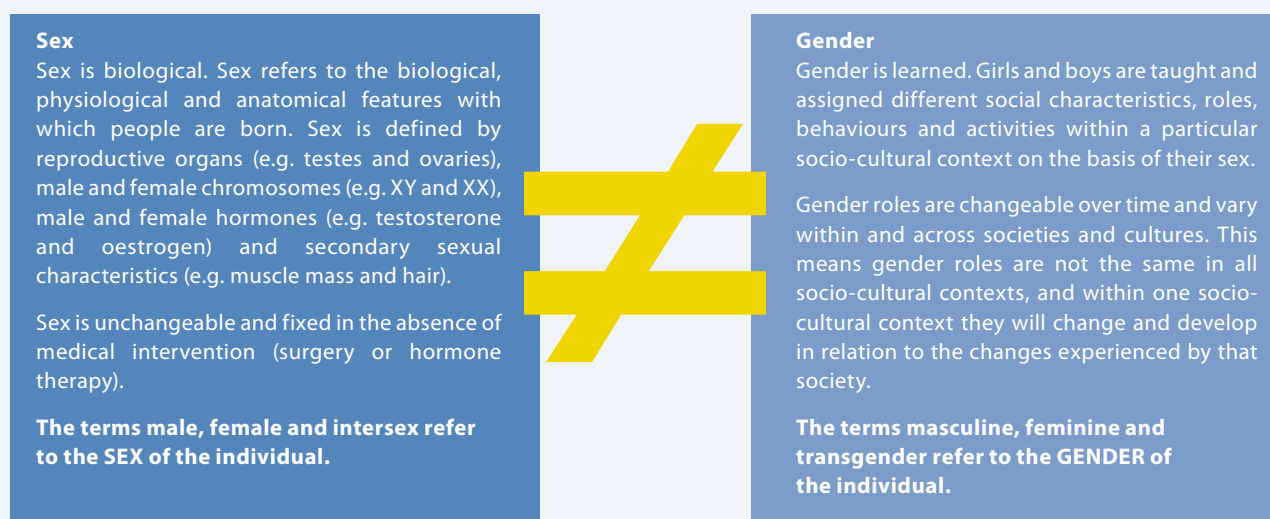 Sex
Sex is biological. Sex refers to the biological,
physiological and anatomical features with
which people are born. Sex is defined by
reproductive organs (e.g. testes and ovaries),
male and female chromosomes (e.g. XY and XX),
male and female hormones (e.g. testosterone
and oestrogen) and secondary sexual
characteristics (e.g. muscle mass and hair).
Sex is unchangeable and fixed in the absence of
medical intervention (surgery or hormone
therapy).
The terms male, female and intersex refer
to the SEX of the individual.
≠
Gender
Gender is learned. Girls and boys are taught and
assigned different social characteristics, roles,
behaviours and activities within a particular
socio-cultural context on the basis of their sex.
Gender roles are changeable over time and vary
within and across societies and cultures. This
means gender roles are not the same in all
socio-cultural contexts, and within one socio-
cultural context they will change and develop
in relation to the changes experienced by that
society.
The terms masculine, feminine and
transgender refer to the GENDER of
the individual.